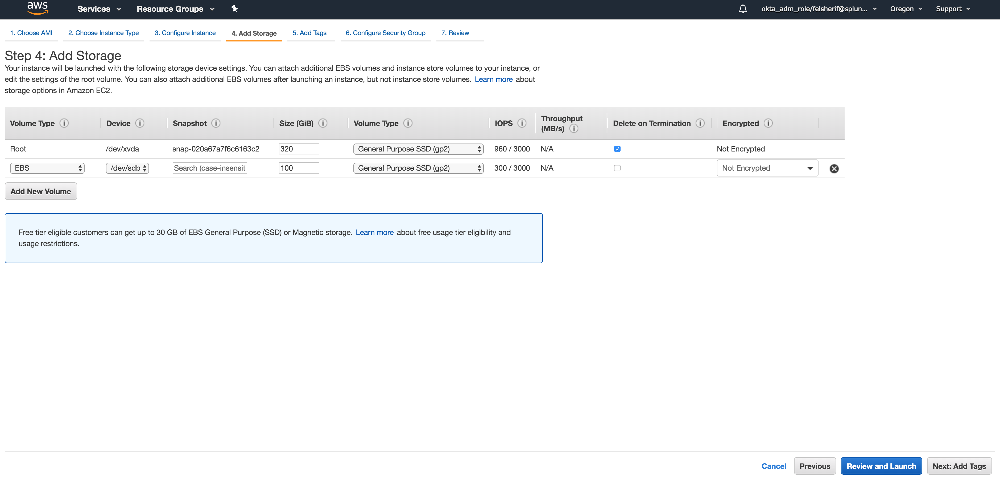 aws Services Resource Groups okta_adm_role/felsherif@splun... Oregon Support
1. Choose AMI 2. Choose Instance Type 3. Configure Instance 4. Add Storage 5. Add Tags 6. Configure Security Group 7. Review
Step 4: Add Storage
Your instance will be launched with the following storage device settings. You can attach additional EBS volumes and instance store volumes to your instance, or
edit the settings of the root volume. You can also attach additional EBS volumes after launching an instance, but not instance store volumes. Learn more about
storage options in Amazon EC2.
Volume Type i Device i Snapshot i Size (GiB) i Volume Type i IOPS i Throughput (MB/s) i Delete on Termination i Encrypted i
Root /dev/xvda snap-020a67a7f6c6163c2 320 General Purpose SSD (gp2) 960 / 3000 N/A Not Encrypted
EBS /dev/sdb Search (case-insensit 100 General Purpose SSD (gp2) 300 / 3000 N/A Not Encrypted
Add New Volume
Free tier eligible customers can get up to 30 GB of EBS General Purpose (SSD) or Magnetic storage. Learn more about free usage tier eligibility and
usage restrictions.
Cancel Previous Review and Launch Next: Add Tags